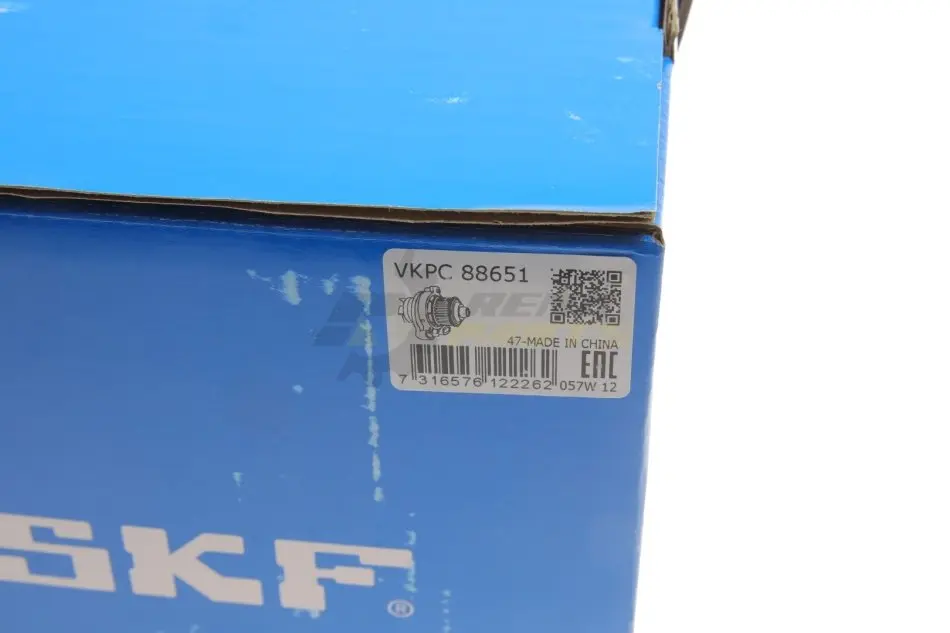 VKPC 88651
47-MADE IN CHINA
EAC
7 316576 122262 057W 12
SKF®